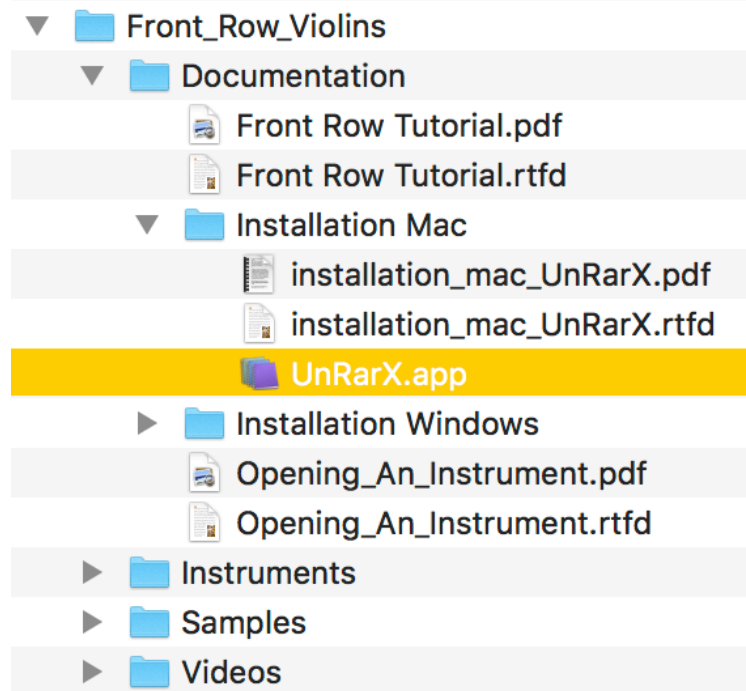 Front_Row_Violins
Documentation
Front Row Tutorial.pdf
Front Row Tutorial.rtfd
Installation Mac
installation_mac_UnRarX.pdf
installation_mac_UnRarX.rtfd
UnRarX.app
Installation Windows
Opening_An_Instrument.pdf
Opening_An_Instrument.rtfd
Instruments
Samples
Videos